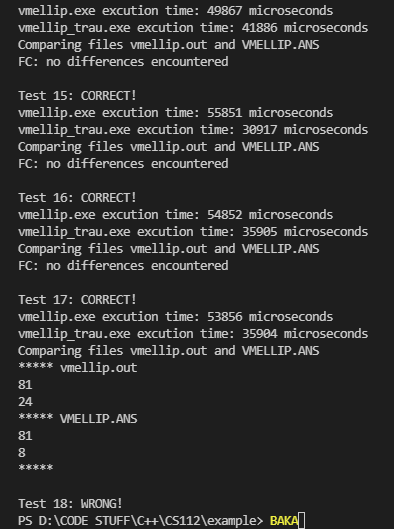 vmellip.exe excution time: 49867 microseconds
vmellip_trau.exe excution time: 41886 microseconds
Comparing files vmellip.out and VMELLIP.ANS
FC: no differences encountered
Test 15: CORRECT!
vmellip.exe excution time: 55851 microseconds
vmellip_trau.exe excution time: 30917 microseconds
Comparing files vmellip.out and VMELLIP.ANS
FC: no differences encountered
Test 16: CORRECT!
vmellip.exe excution time: 54852 microseconds
vmellip_trau.exe excution time: 35905 microseconds
Comparing files vmellip.out and VMELLIP.ANS
FC: no differences encountered
Test 17: CORRECT!
vmellip.exe excution time: 53856 microseconds
vmellip_trau.exe excution time: 35904 microseconds
Comparing files vmellip.out and VMELLIP.ANS
***** vmellip.out
81
24
***** VMELLIP.ANS
81
8
*****
Test 18: WRONG!
PS D:\CODE STUFF\C++\CS112\example> BAKA